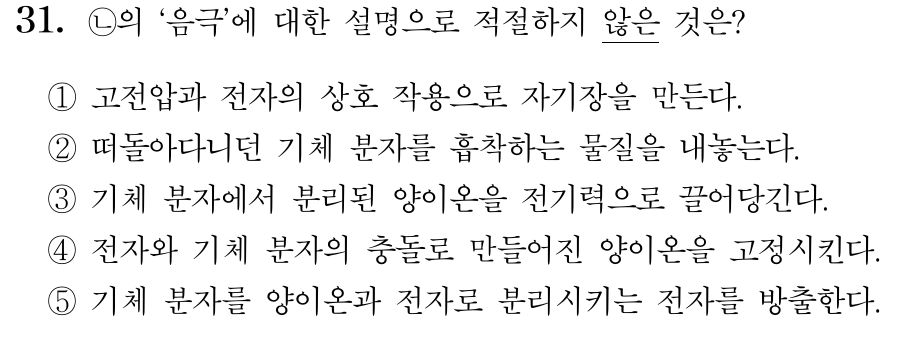 31. ㉡의 ‘음극’에 대한 설명으로 적절하지 않은 것은?
① 고전압과 전자의 상호 작용으로 자기장을 만든다.
② 떠돌아다니던 기체 분자를 흡착하는 물질을 내놓는다.
③ 기체 분자에서 분리된 양이온을 전기력으로 끌어당긴다.
④ 전자와 기체 분자의 충돌로 만들어진 양이온을 고정시킨다.
⑤ 기체 분자를 양이온과 전자로 분리시키는 전자를 방출한다.